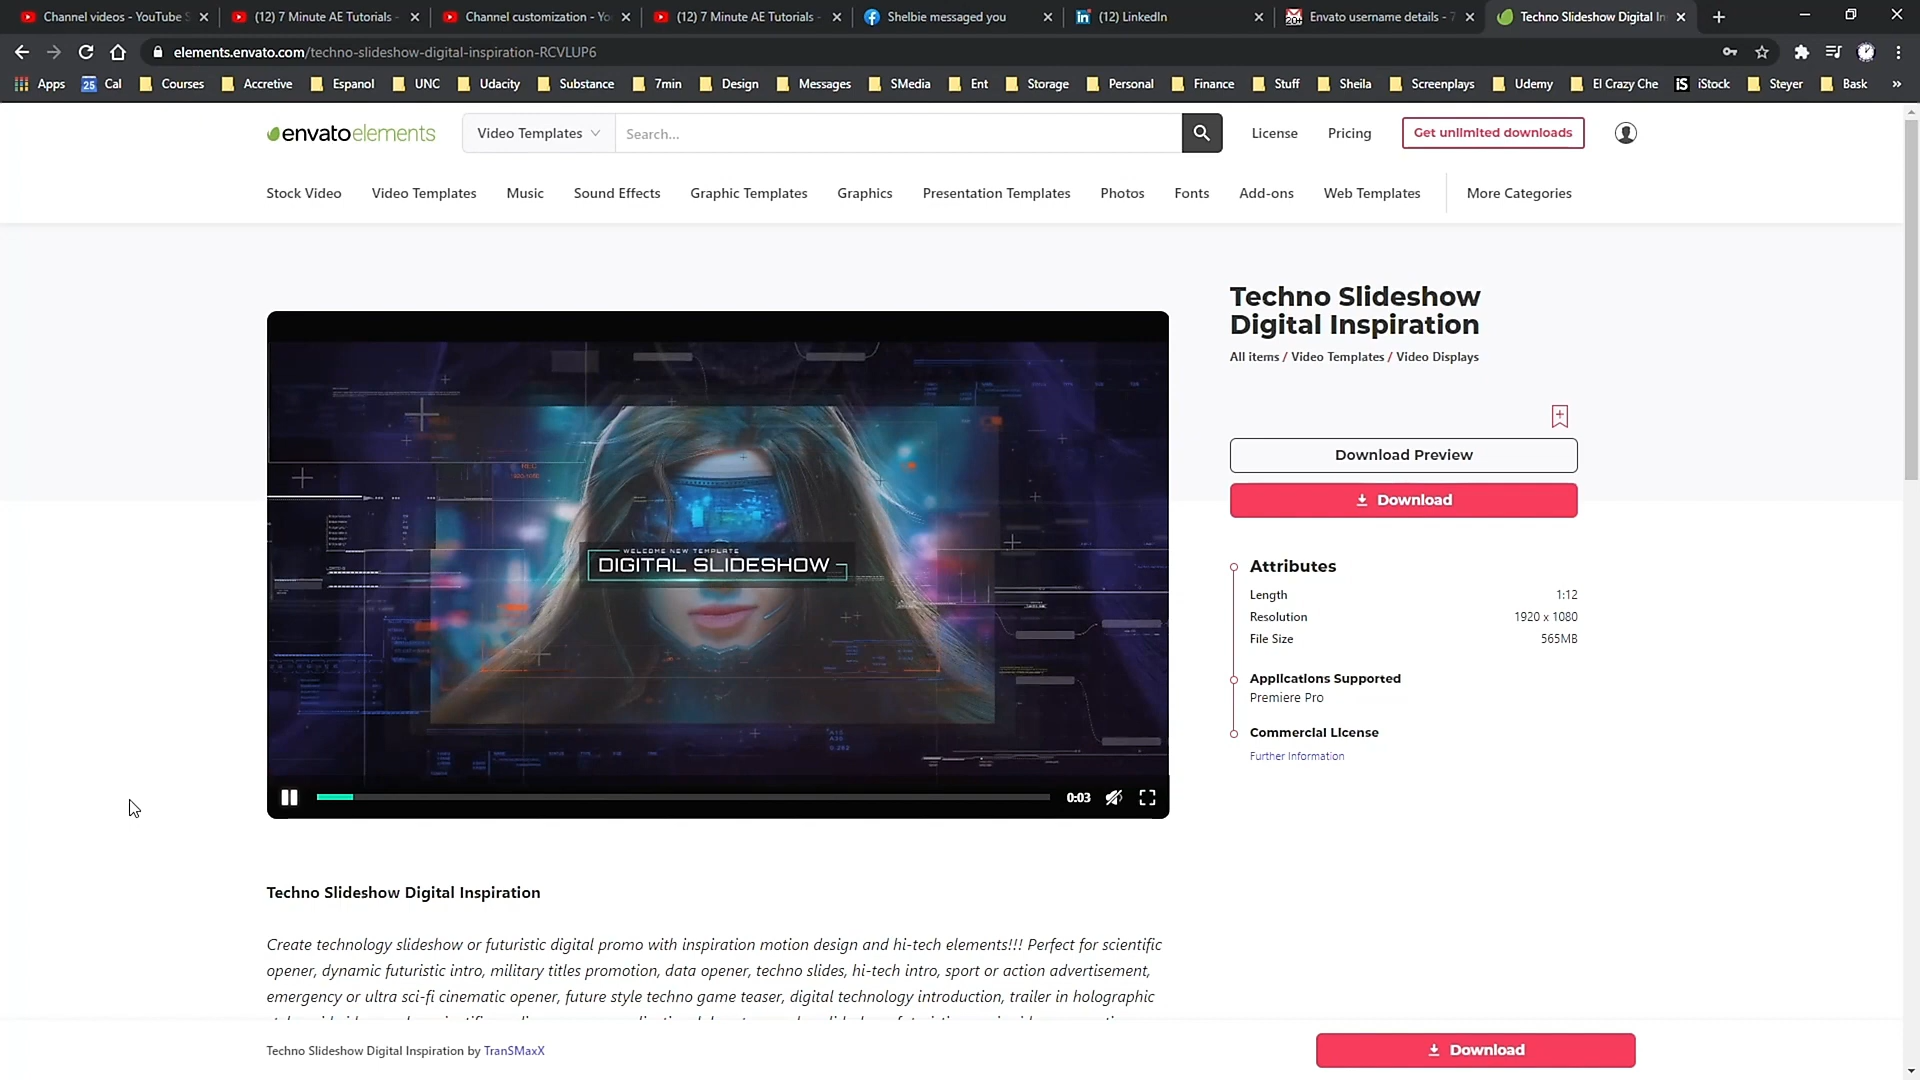 Channel videos - YouTube S
(12) 7 Minute AE Tutorials -
Channel customization - Yo
(12) 7 Minute AE Tutorials -
Shelbie messaged you
(12) LinkedIn
Envato username details - 7
Techno Slideshow Digital In
elements.envato.com/techno-slideshow-digital-inspiration-RCVLUP6
Apps
25 Cal
Courses
Accretive
Espanol
UNC
Udacity
Substance
7min
Design
Messages
SMedia
Ent
Storage
Personal
Finance
Stuff
Sheila
Screenplays
Udemy
El Crazy Che
iS iStock
Steyer
Bask
»
envatoelements
Video Templates
Search...
License
Pricing
Get unlimited downloads
Stock Video
Video Templates
Music
Sound Effects
Graphic Templates
Graphics
Presentation Templates
Photos
Fonts
Add-ons
Web Templates
More Categories
Techno Slideshow
Digital Inspiration
All items / Video Templates / Video Displays
Download Preview
Download
REC
WELCOME NEW TEMPLATE
DIGITAL SLIDESHOW
0:03
Attributes
Length 1:12
Resolution 1920 x 1080
File Size 565MB
Applications Supported
Premiere Pro
Commercial License
Further Information
Techno Slideshow Digital Inspiration
Create technology slideshow or futuristic digital promo with inspiration motion design and hi-tech elements!!! Perfect for scientific
opener, dynamic futuristic intro, military titles promotion, data opener, techno slides, hi-tech intro, sport or action advertisement,
emergency or ultra sci-fi cinematic opener, future style techno game teaser, digital technology introduction, trailer in holographic
Techno Slideshow Digital Inspiration by TranSMaxX
Download